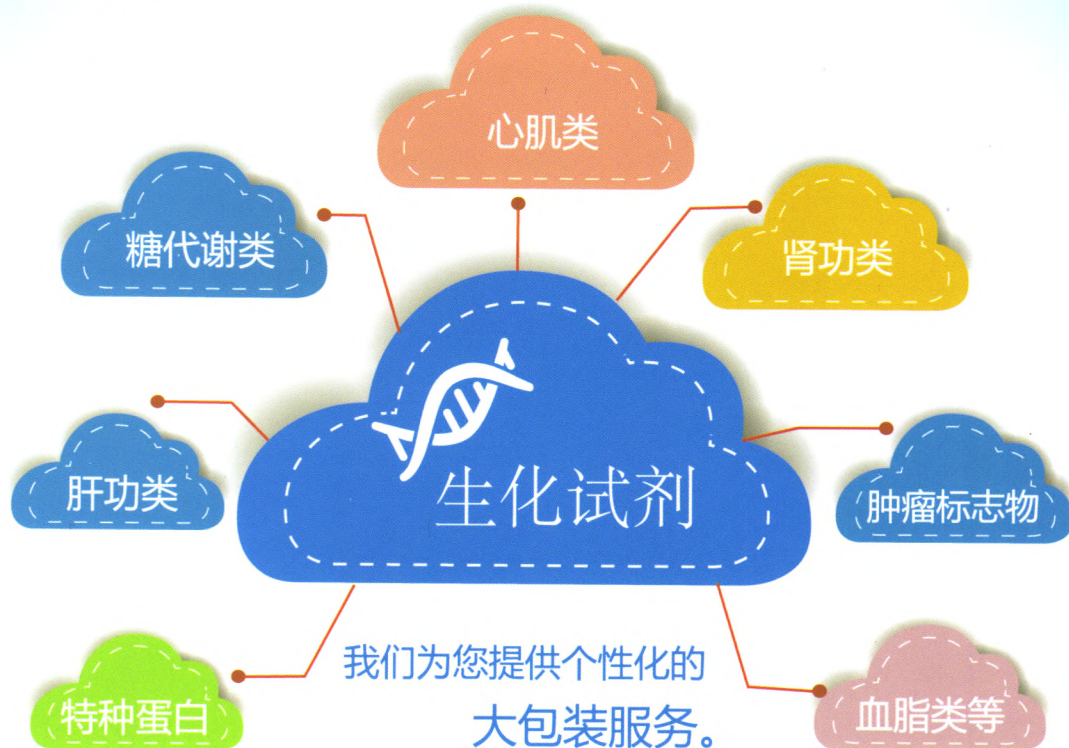 心肌类
糖代谢类
肾功类
肝功类
生化试剂
肿瘤标志物
特种蛋白
我们为您提供个性化的
大包装服务。
血脂类等